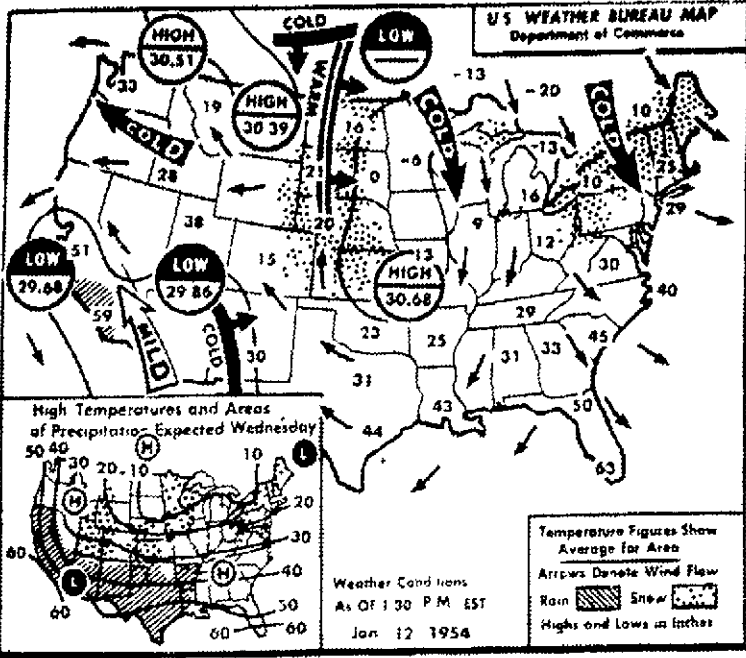 U S WEATHER BUREAU MAP
Department of Commerce
COLD
HIGH
30.51
LOW
WARM
-13
-20
33
19
HIGH
30 39
16
COLD
COLD
10
COLD
-13
28
-6
25
21
0
16
10
29
38
20
9
51
12
LOW
29.68
LOW
29 86
15
13
HIGH
30.68
30
40
59
MILD
COLD
30
23
25
29
31
33
45
31
43
50
44
63
High Temperatures and Areas
of Precipitation Expected Wednesday
50 40
30
20
10
H
10
L
H
20
30
60
L
H
40
60
50
60
60
Weather Conditions
As Of 1 30 P M EST
Jan 12 1954
Temperature Figures Show
Average for Area
Arrows Denote Wind Flow
Rain Snow
Highs and Lows in Inches